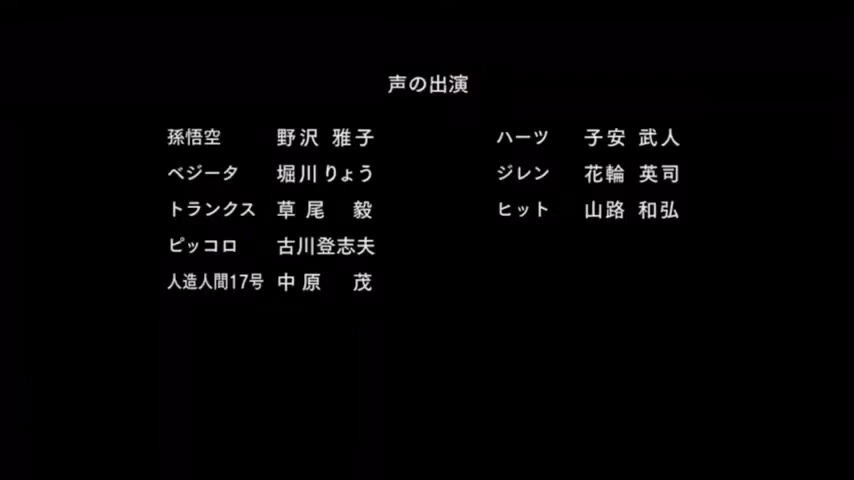 声の出演
孫悟空 野沢 雅子
ベジータ 堀川りょう
トランクス 草尾 毅
ピッコロ 古川登志夫
人造人間17号 中原 茂
ハーツ 子安 武人
ジレン 花輪 英司
ヒット 山路 和弘